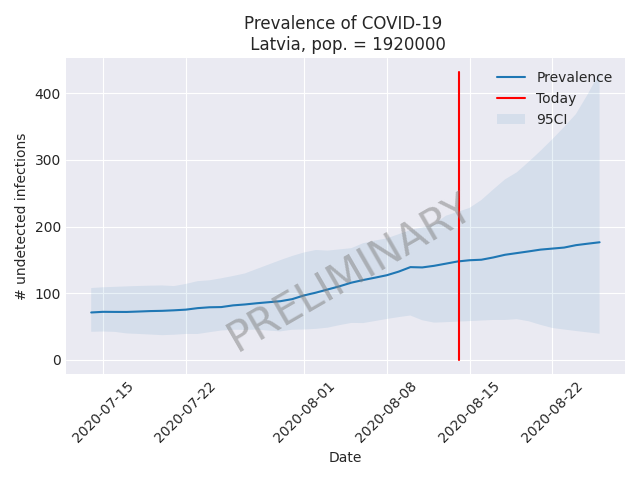 Prevalence of COVID-19
Latvia, pop. = 1920000
# undetected infections
400
300
200
100
0
Prevalence
Today
95CI
PRELIMINARY
2020-07-15
2020-07-22
2020-08-01
2020-08-08
2020-08-15
2020-08-22
Date